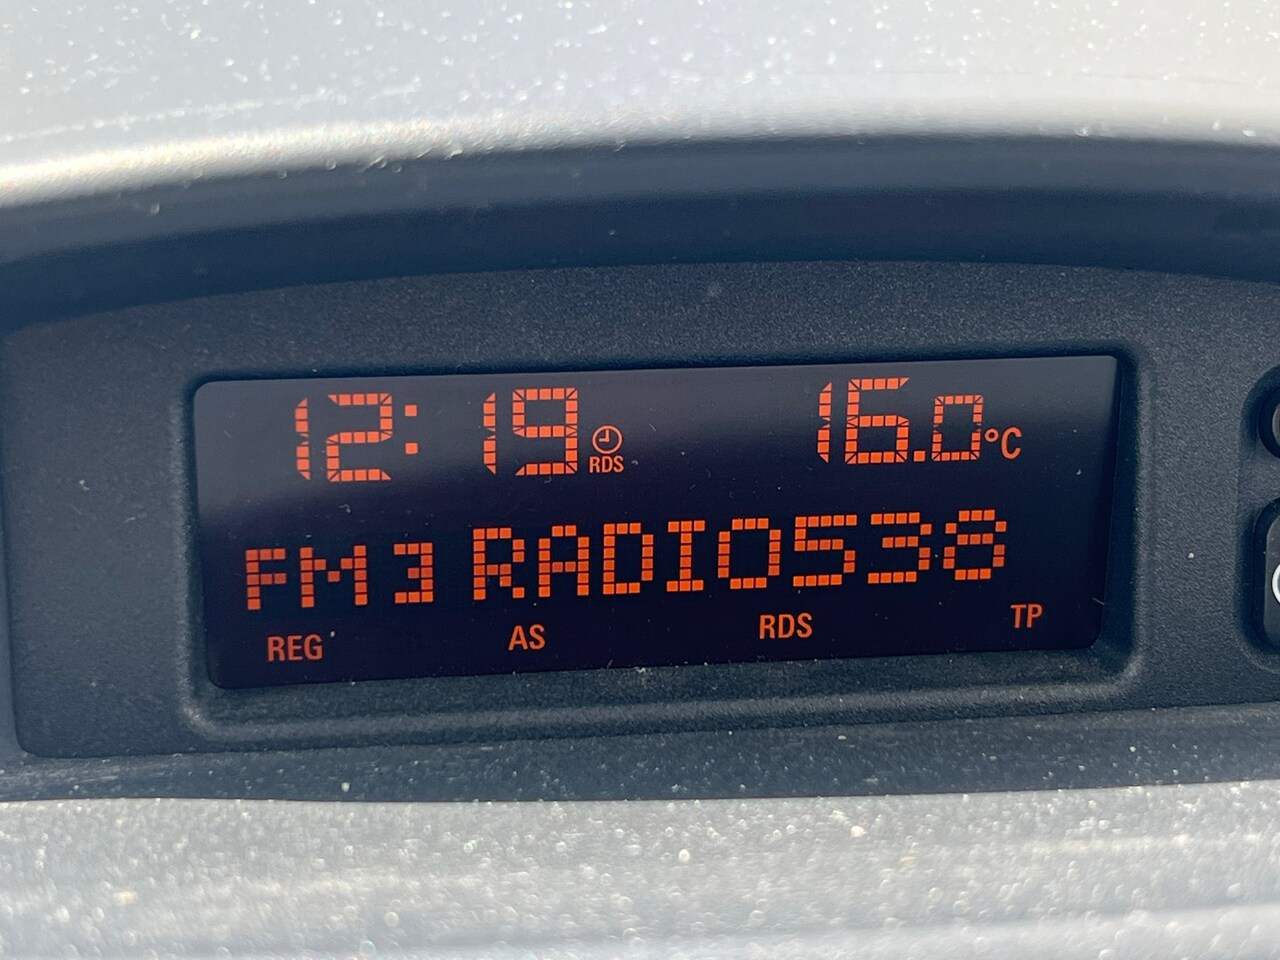 12:19 RDS 16.0°C
FM3 RADIO538
REG AS RDS TP